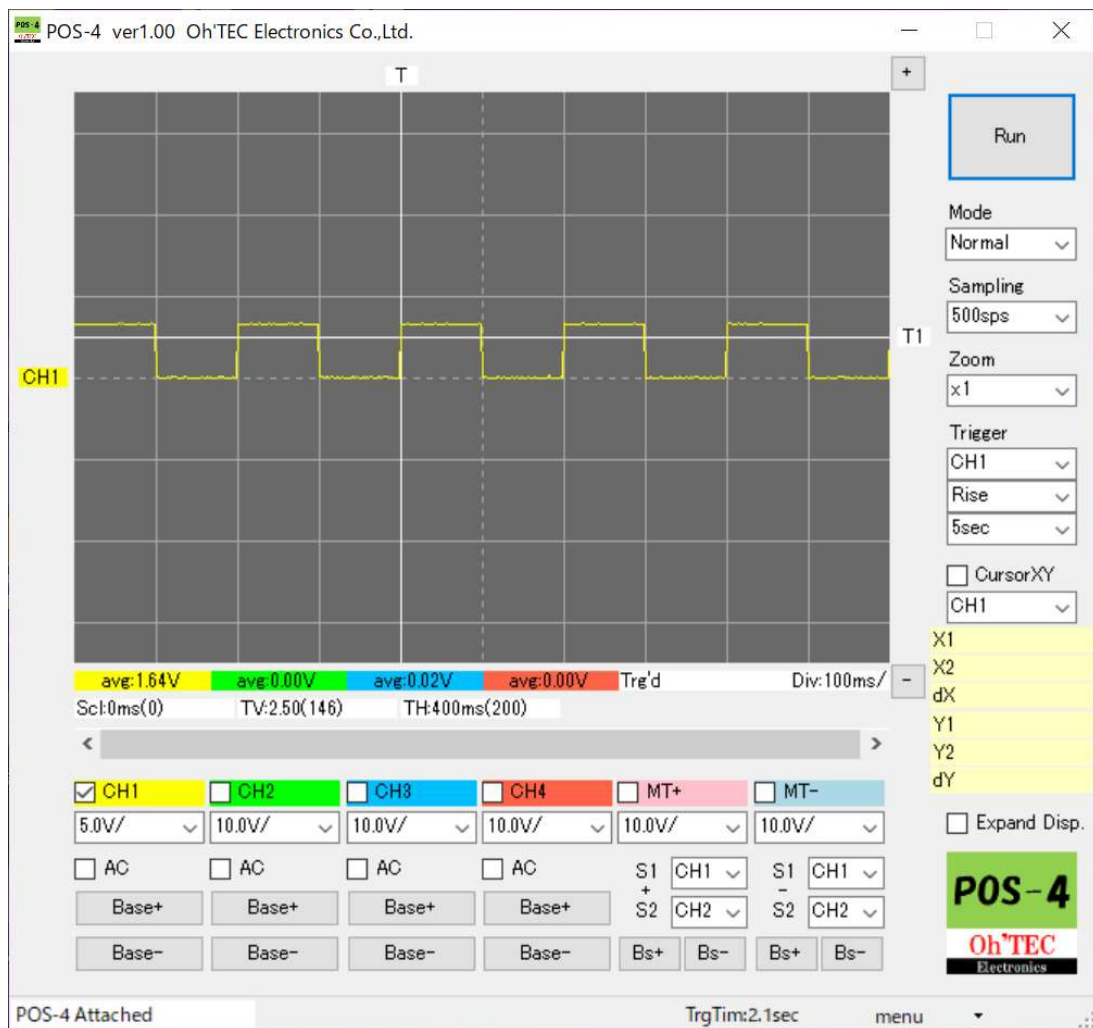 POS-4 ver1.00 Oh'TEC Electronics Co.,Ltd.
T
+
Run
Mode
Normal
Sampling
500sps
T1
Zoom
x1
CH1
Trigger
CH1
Rise
5sec
CursorXY
CH1
X1
X2
dX
Y1
Y2
dY
avg:1.64V avg:0.00V avg:0.02V avg:0.00V Trg'd Div:100ms/ -
Scl:0ms(0) TV:2.50(146) TH:400ms(200)
< >
CH1 CH2 CH3 CH4 MT+ MT-
5.0V/ 10.0V/ 10.0V/ 10.0V/ 10.0V/ 10.0V/
Expand Disp.
AC AC AC AC S1 CH1 S1 CH1
+ -
S2 CH2 S2 CH2
Base+ Base+ Base+ Base+
Base- Base- Base- Base- Bs+ Bs- Bs+ Bs-
POS-4
Oh'TEC
Electronics
POS-4 Attached TrgTim:2.1sec menu